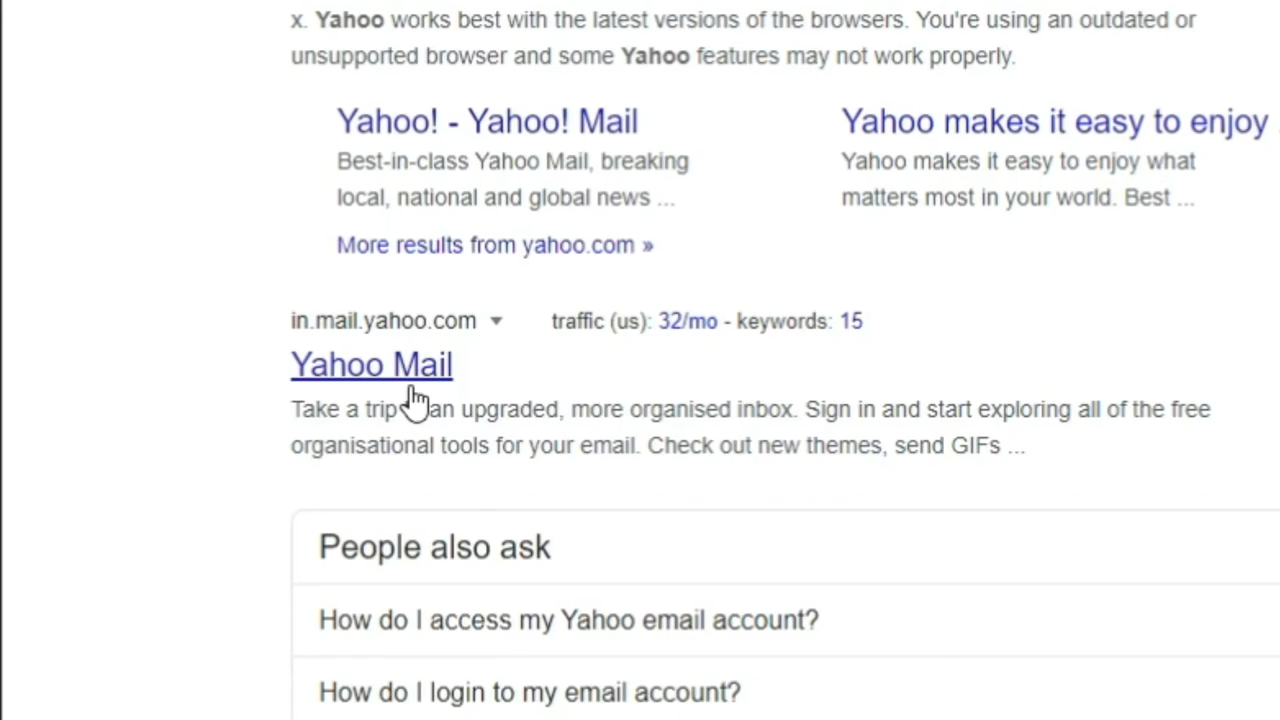 x. Yahoo works best with the latest versions of the browsers. You're using an outdated or
unsupported browser and some Yahoo features may not work properly.
Yahoo! - Yahoo! Mail
Best-in-class Yahoo Mail, breaking
local, national and global news ...
More results from yahoo.com »
Yahoo makes it easy to enjoy
Yahoo makes it easy to enjoy what
matters most in your world. Best ...
in.mail.yahoo.com traffic (us): 32/mo - keywords: 15
Yahoo Mail
Take a trip an upgraded, more organised inbox. Sign in and start exploring all of the free
organisational tools for your email. Check out new themes, send GIFs ...
People also ask
How do I access my Yahoo email account?
How do I login to my email account?